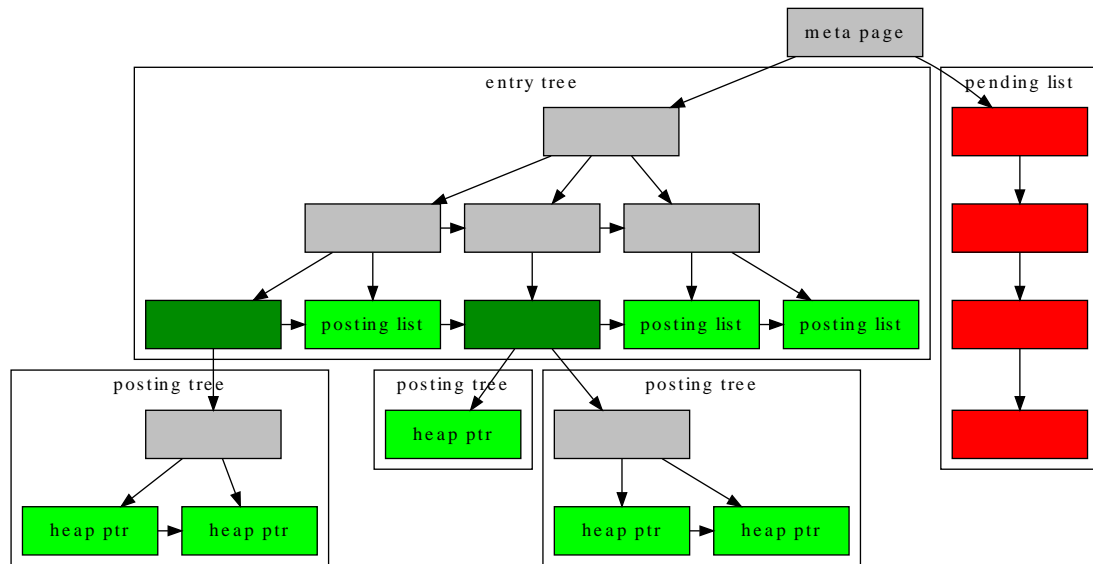 meta page
entry tree
pending list
posting list
posting list
posting list
posting tree
posting tree
posting tree
heap ptr
heap ptr
heap ptr
heap ptr
heap ptr